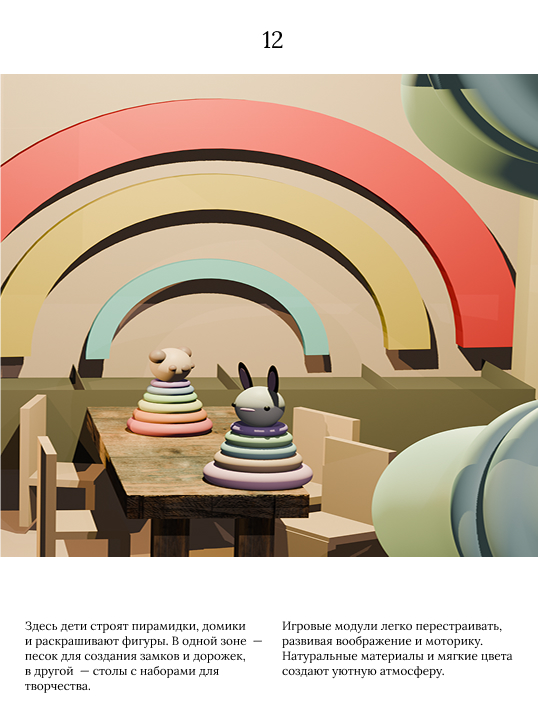 12
Здесь дети строят пирамидки, домики
и раскрашивают фигуры. В одной зоне —
песок для создания замков и дорожек,
в другой — столы с наборами для
творчества.
Игровые модули легко перестраивать,
развивая воображение и моторику.
Натуральные материалы и мягкие цвета
создают уютную атмосферу.